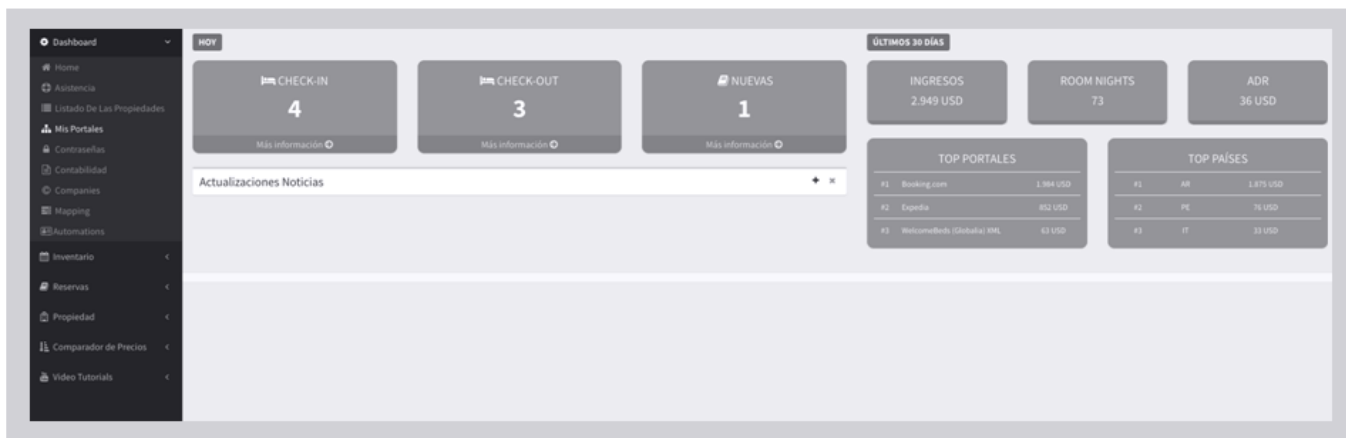 Dashboard
Home
Asistencia
Listado De Las Propiedades
Mis Portales
Contraseñas
Contabilidad
Companies
Mapping
Automations
Inventario
Reservas
Propiedad
Comparador de Precios
Video Tutorials
HOY
CHECK-IN
4
Más información
CHECK-OUT
3
Más información
NUEVAS
1
Más información
Actualizaciones Noticias
ÚLTIMOS 30 DÍAS
INGRESOS
2.949 USD
ROOM NIGHTS
73
ADR
36 USD
TOP PORTALES
#1 Booking.com 1.984 USD
#2 Expedia 852 USD
#3 WelcomeBeds (Globalia) XML 63 USD
TOP PAÍSES
#1 AR 1.875 USD
#2 PE 76 USD
#3 IT 33 USD